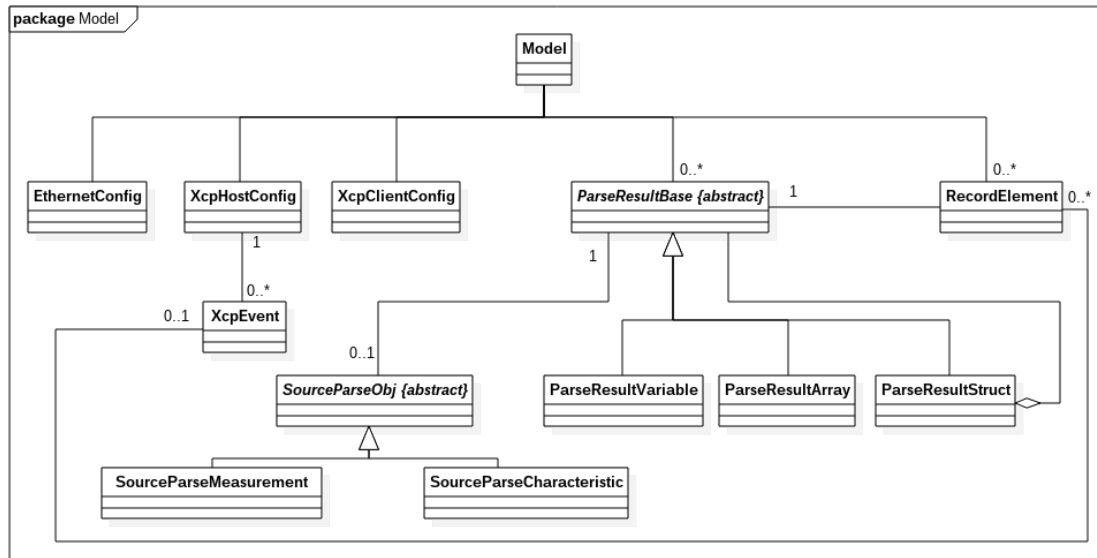 package Model
Model
0..*
0..*
EthernetConfig
XcpHostConfig
XcpClientConfig
ParseResultBase {abstract}
1
RecordElement
0..*
1
1
0..*
0..1
XcpEvent
0..1
SourceParseObj {abstract}
ParseResultVariable
ParseResultArray
ParseResultStruct
SourceParseMeasurement
SourceParseCharacteristic